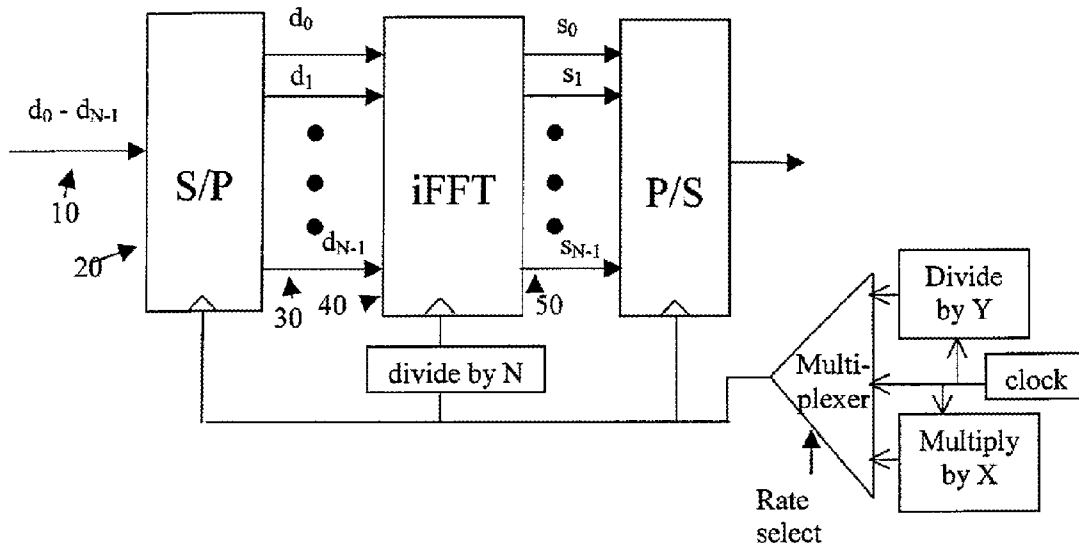 d0
s0
d1
s1
d0 - dN-1
S/P
iFFT
P/S
10
20
dN-1
sN-1
30
40
50
divide by N
Multi-
plexer
Divide
by Y
clock
Multiply
by X
Rate
select